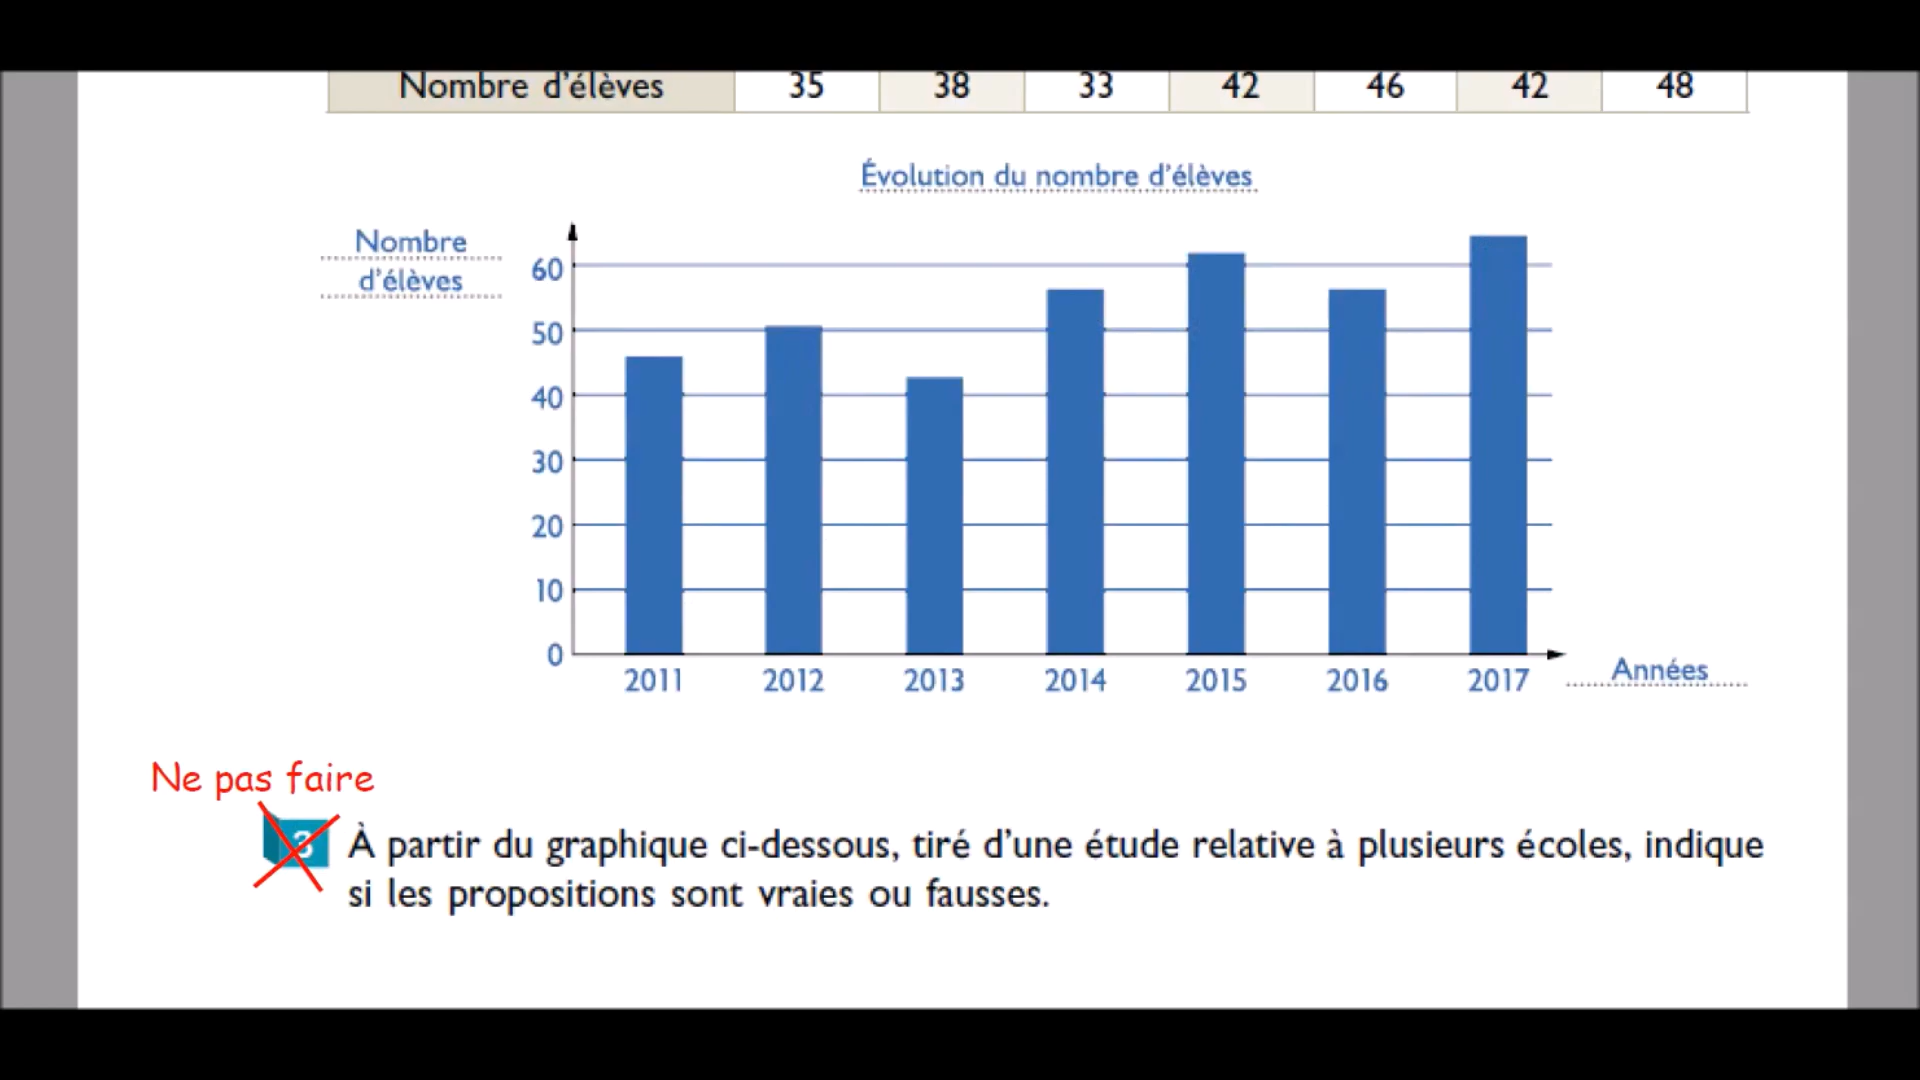 Nombre d'élèves 35 38 33 42 46 42 48
Évolution du nombre d'élèves
Nombre
d'élèves
60
50
40
30
20
10
0
2011 2012 2013 2014 2015 2016 2017
Années
Ne pas faire
3 À partir du graphique ci-dessous, tiré d'une étude relative à plusieurs écoles, indique
si les propositions sont vraies ou fausses.